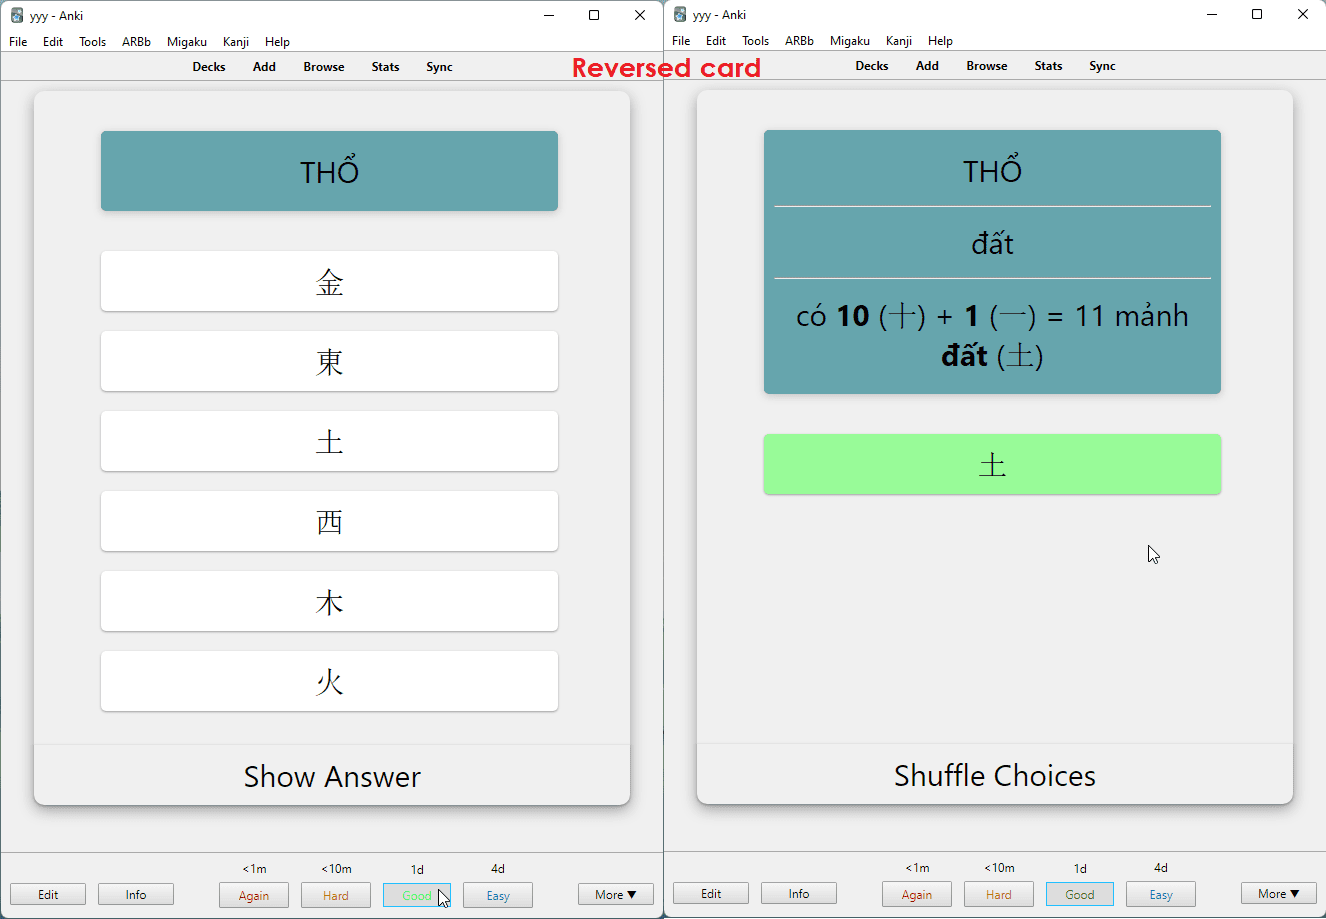 yyy - Anki
File Edit Tools ARBb Migaku Kanji Help
Decks Add Browse Stats Sync
THỔ
金
東
土
西
木
火
Show Answer
<1m <10m 1d 4d
Edit Info Again Hard Good Easy More ▼
Reversed card
yyy - Anki
File Edit Tools ARBb Migaku Kanji Help
Decks Add Browse Stats Sync
THỔ
đất
có 10 (十) + 1 (一) = 11 mảnh
đất (土)
土
Shuffle Choices
<1m <10m 1d 4d
Edit Info Again Hard Good Easy More ▼